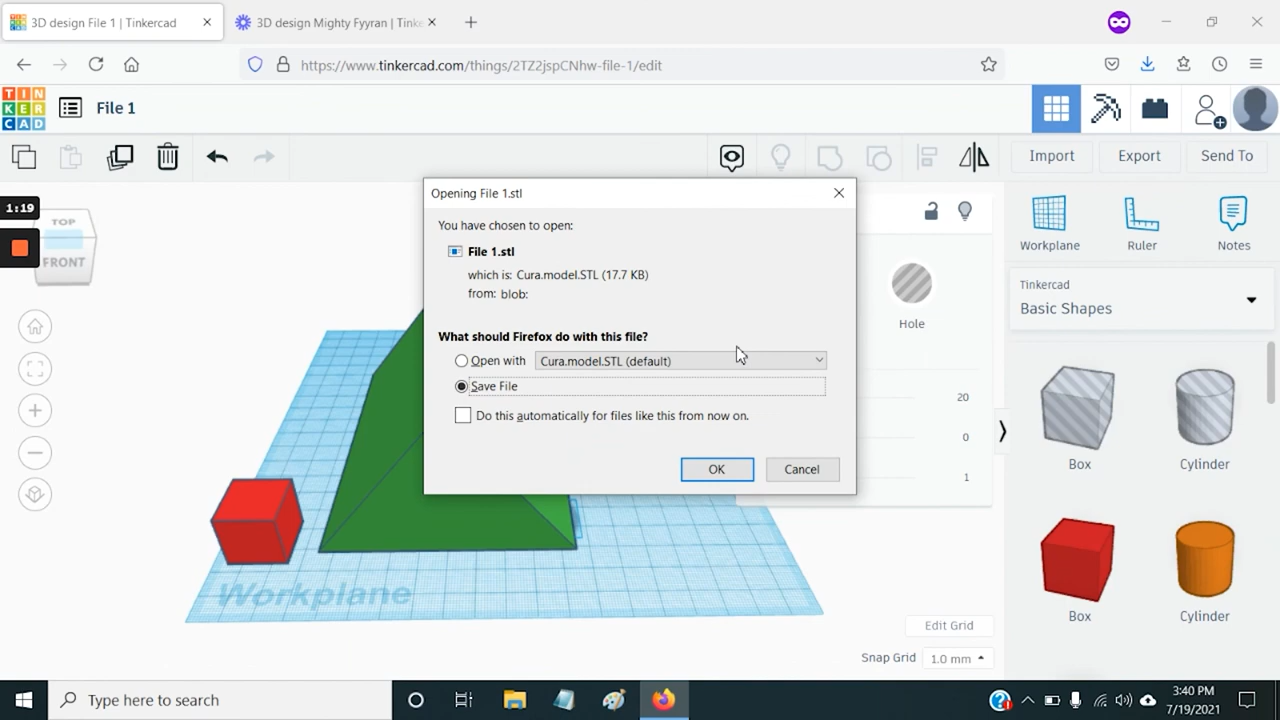 3D design File 1 | Tinkercad
3D design Mighty Fyyran | Tinke
https://www.tinkercad.com/things/2TZ2jspCNhw-file-1/edit
TIN
KER
CAD
File 1
Import
Export
Send To
1:19
TOP
FRONT
Opening File 1.stl
You have chosen to open:
File 1.stl
which is: Cura.model.STL (17.7 KB)
from: blob:
What should Firefox do with this file?
Open with
Cura.model.STL (default)
Save File
Do this automatically for files like this from now on.
OK
Cancel
Hole
20
0
1
Workplane
Ruler
Notes
Tinkercad
Basic Shapes
Box
Cylinder
Box
Cylinder
Workplane
Edit Grid
Snap Grid
1.0 mm
Type here to search
3:40 PM
7/19/2021